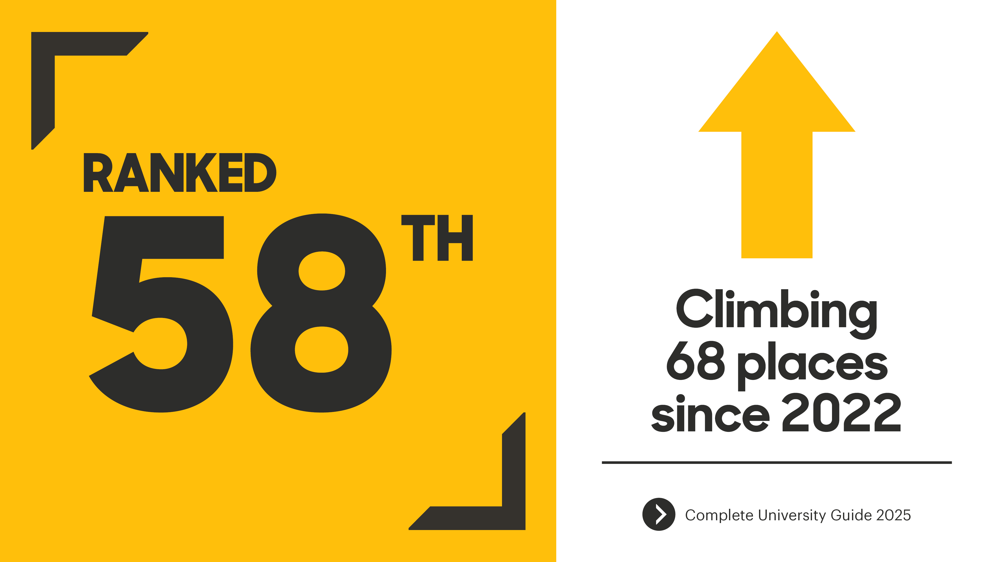 RANKED
58TH
Climbing
68 places
since 2022
Complete University Guide 2025